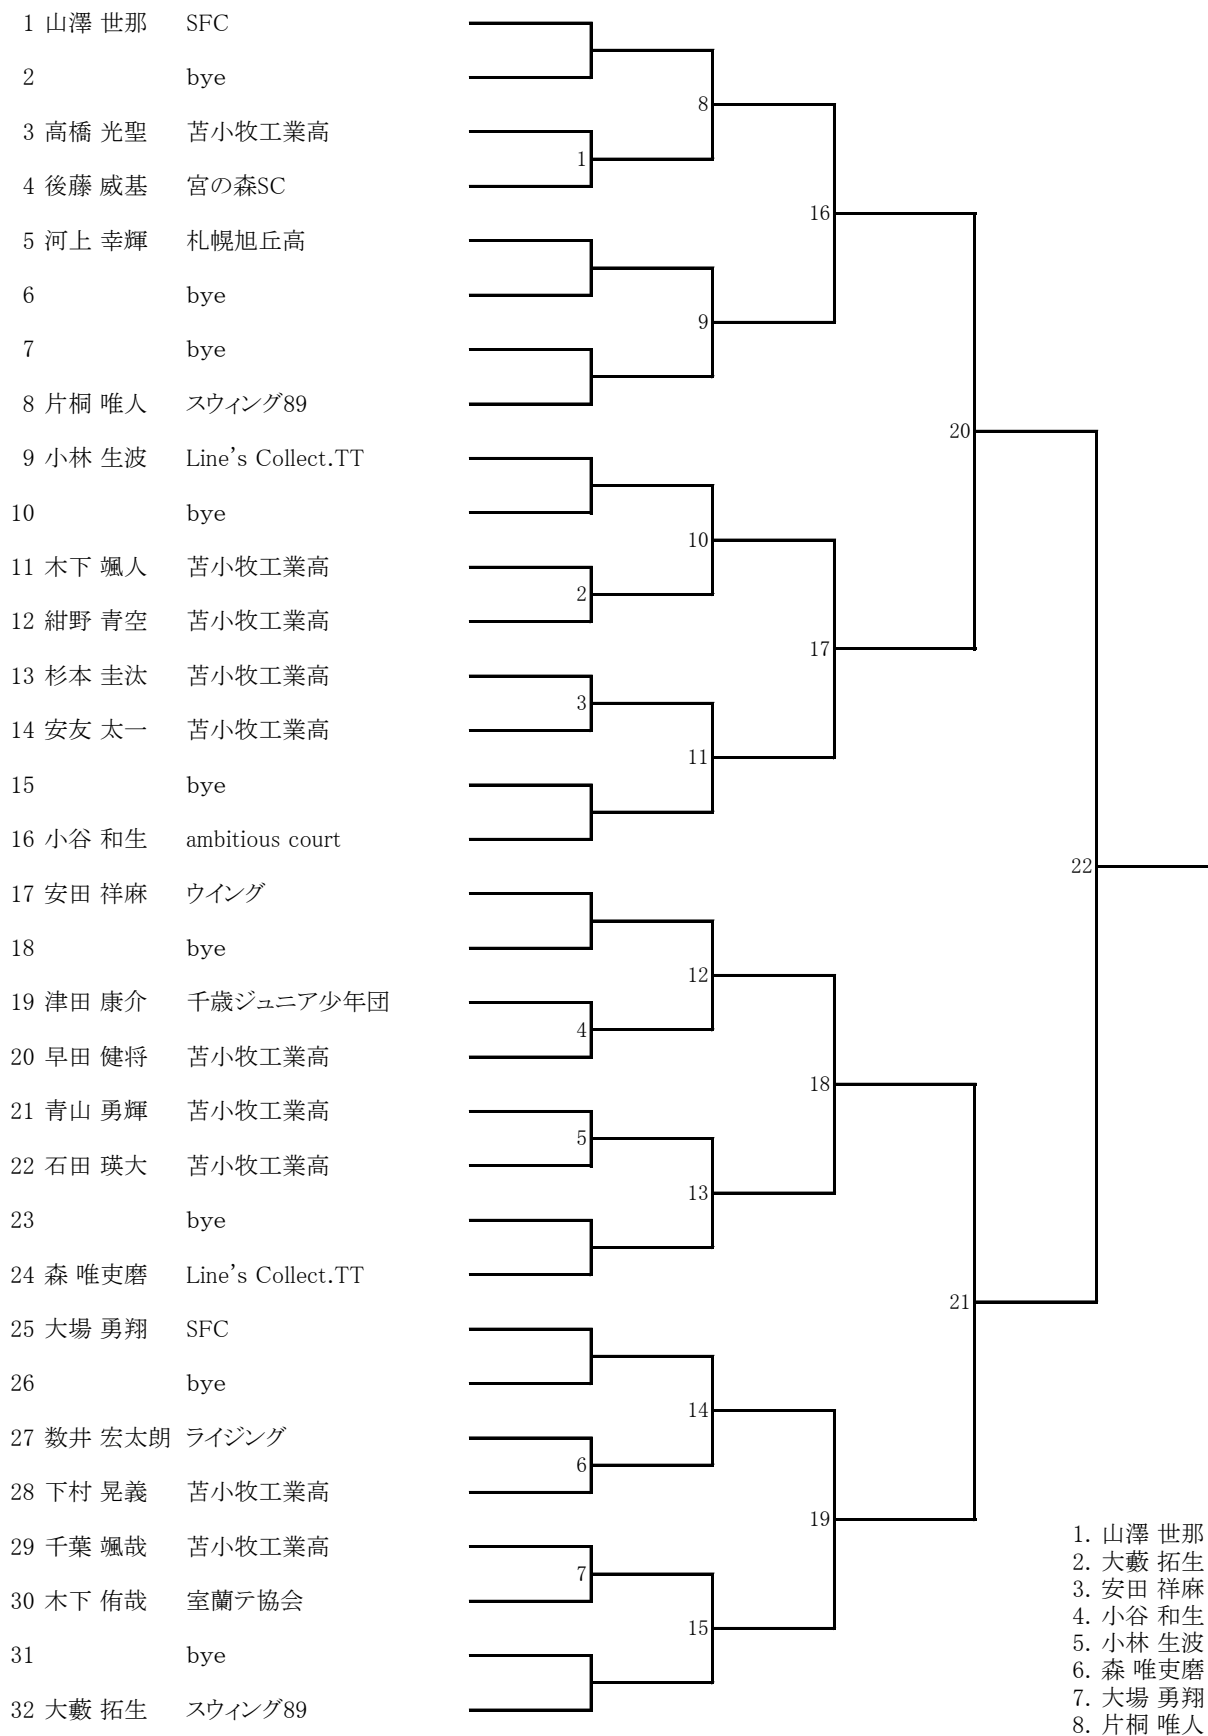 1 山澤 世那 SFC
2 bye
8
3 高橋 光聖 苫小牧工業高
1
4 後藤 威基 宮の森SC
16
5 河上 幸輝 札幌旭丘高
6 bye
9
7 bye
8 片桐 唯人 スウィング89
20
9 小林 生波 Line's Collect.TT
10 bye
10
11 木下 颯人 苫小牧工業高
2
12 紺野 青空 苫小牧工業高
17
13 杉本 圭汰 苫小牧工業高
3
14 安友 太一 苫小牧工業高
11
15 bye
16 小谷 和生 ambitious court
22
17 安田 祥麻 ウイング
18 bye
12
19 津田 康介 千歳ジュニア少年団
4
20 早田 健将 苫小牧工業高
18
21 青山 勇輝 苫小牧工業高
5
22 石田 瑛大 苫小牧工業高
13
23 bye
24 森 唯吏磨 Line's Collect.TT
21
25 大場 勇翔 SFC
26 bye
14
27 数井 宏太朗 ライジング
6
28 下村 晃義 苫小牧工業高
19
29 千葉 颯哉 苫小牧工業高
7
30 木下 侑哉 室蘭テ協会
15
31 bye
32 大藪 拓生 スウィング89
1. 山澤 世那
2. 大藪 拓生
3. 安田 祥麻
4. 小谷 和生
5. 小林 生波
6. 森 唯吏磨
7. 大場 勇翔
8. 片桐 唯人